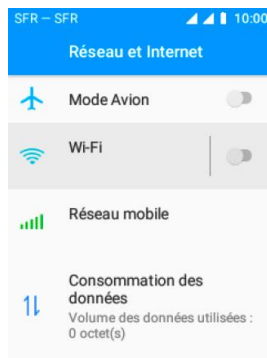 SFR – SFR 10:00
Réseau et Internet
Mode Avion
Wi-Fi
Réseau mobile
Consommation des
données
Volume des données utilisées :
0 octet(s)